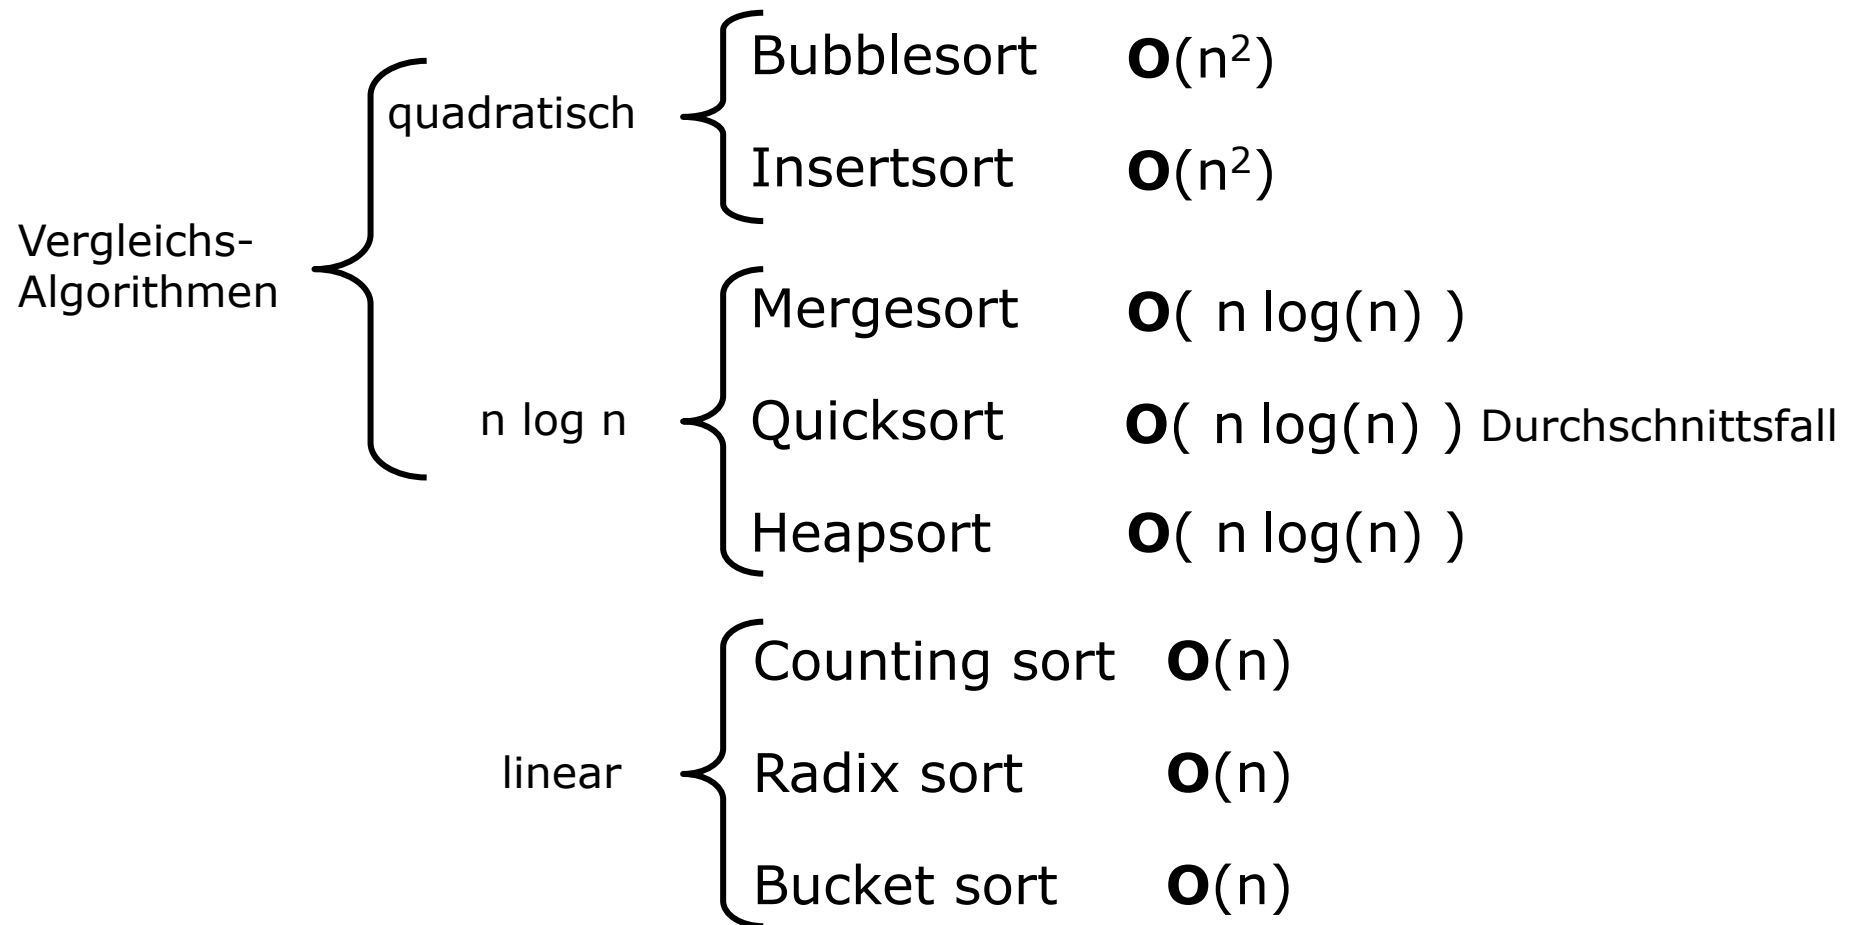 Bubblesort O(n²)
quadratisch
Insertsort O(n²)
Vergleichs-
Algorithmen
Mergesort O( n log(n) )
n log n Quicksort O( n log(n) ) Durchschnittsfall
Heapsort O( n log(n) )
Counting sort O(n)
linear Radix sort O(n)
Bucket sort O(n)